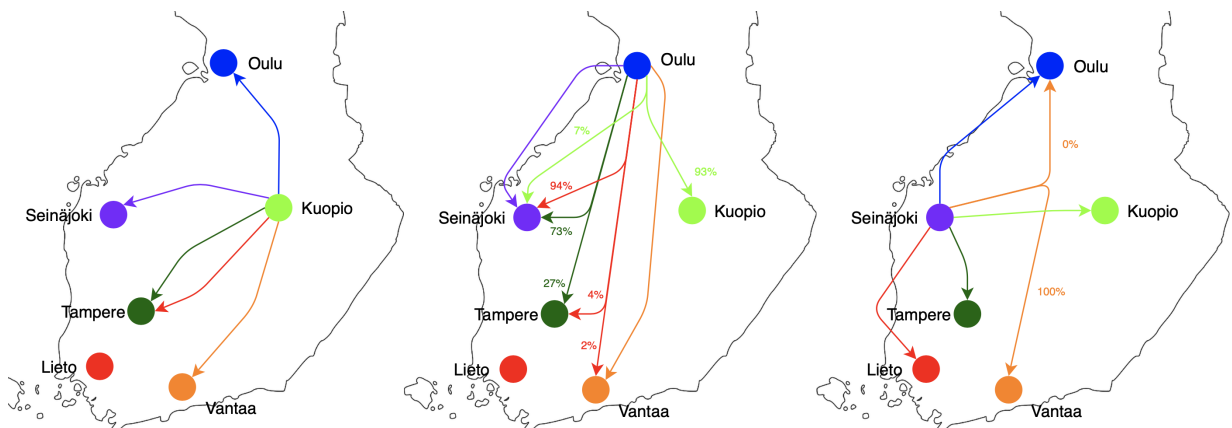 Oulu
Seinäjoki
Kuopio
Tampere
Lieto
Vantaa
Oulu
7%
93%
94%
Seinäjoki
Kuopio
73%
27%
4%
Tampere
2%
Lieto
Vantaa
Oulu
0%
Seinäjoki
Kuopio
100%
Tampere
Lieto
Vantaa